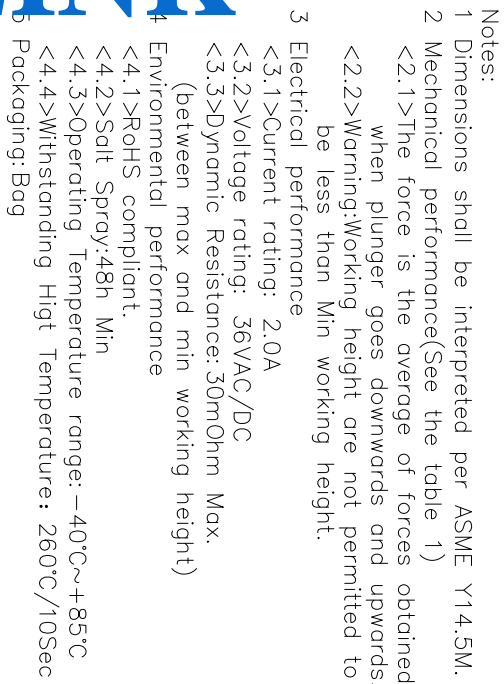 Notes:
1 Dimensions shall be interpreted per ASME Y14.5M.
2 Mechanical performance(See the table 1)
<2.1>The force is the average of forces obtained
when plunger goes downwards and upwards.
<2.2>Warning:Working height are not permitted to
be less than Min working height.
3 Electrical performance
<3.1>Current rating: 2.0A
<3.2>Voltage rating: 36VAC/DC
<3.3>Dynamic Resistance: 30mOhm Max.
(between max and min working height)
4 Environmental performance
<4.1>RoHS compliant.
<4.2>Salt Spray:48h Min
<4.3>Operating Temperature range:-40℃~+85℃
<4.4>Withstanding Higt Temperature: 260℃/10Sec
5 Packaging:Bag